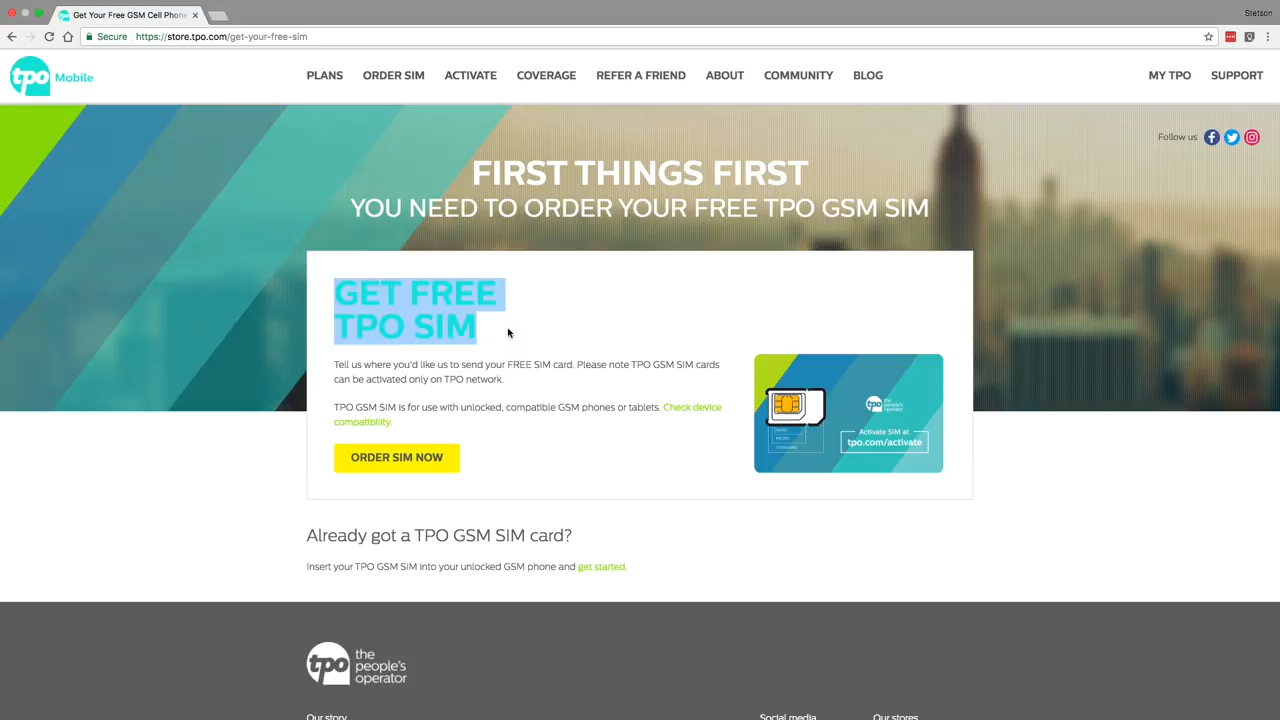 Get Your Free GSM Cell Phone
Stetson
Secure
https://store.tpo.com/get-your-free-sim
tpo Mobile
PLANS
ORDER SIM
ACTIVATE
COVERAGE
REFER A FRIEND
ABOUT
COMMUNITY
BLOG
MY TPO
SUPPORT
Follow us
FIRST THINGS FIRST
YOU NEED TO ORDER YOUR FREE TPO GSM SIM
GET FREE
TPO SIM
Tell us where you'd like us to send your FREE SIM card. Please note TPO GSM SIM cards
can be activated only on TPO network.
TPO GSM SIM is for use with unlocked, compatible GSM phones or tablets. Check device
compatibility.
ORDER SIM NOW
tpo the people's operator
Activate SIM at
tpo.com/activate
Already got a TPO GSM SIM card?
Insert your TPO GSM SIM into your unlocked GSM phone and get started.
tpo
the
people's
operator
Our story
Social media
Our stores